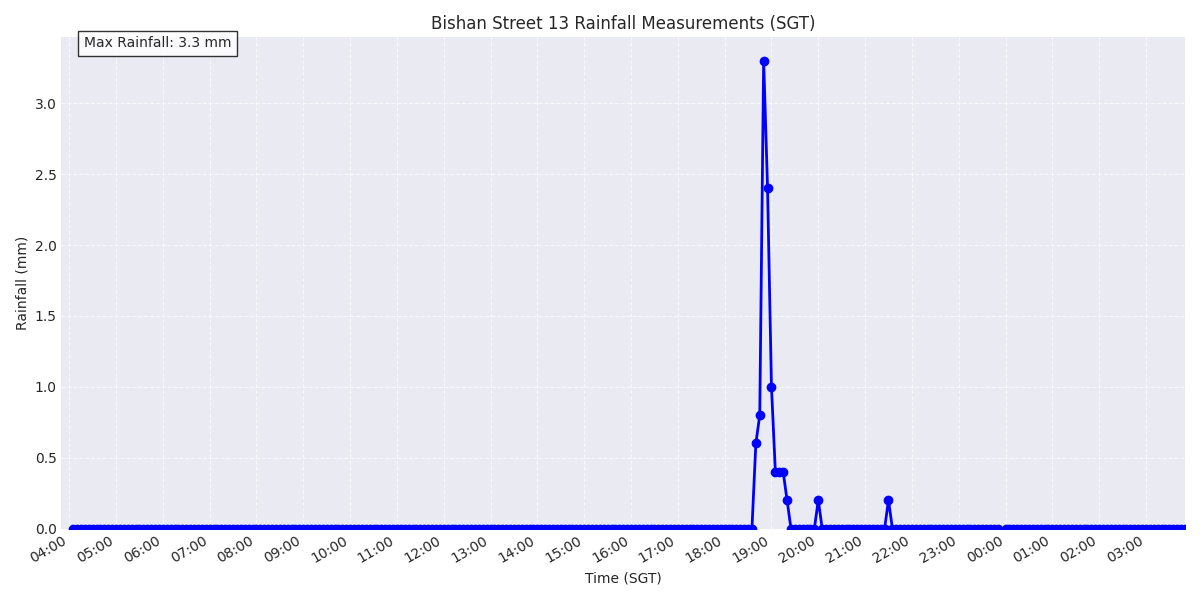 Bishan Street 13 Rainfall Measurements (SGT)
Max Rainfall: 3.3 mm
Rainfall (mm)
3.0
2.5
2.0
1.5
1.0
0.5
0.0
04:00 05:00 06:00 07:00 08:00 09:00 10:00 11:00 12:00 13:00 14:00 15:00 16:00 17:00 18:00 19:00 20:00 21:00 22:00 23:00 00:00 01:00 02:00 03:00
Time (SGT)